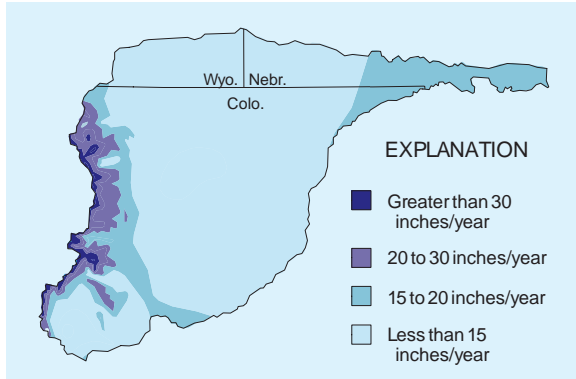 Wyo. Nebr.
Colo.
EXPLANATION
Greater than 30
inches/year
20 to 30 inches/year
15 to 20 inches/year
Less than 15
inches/year